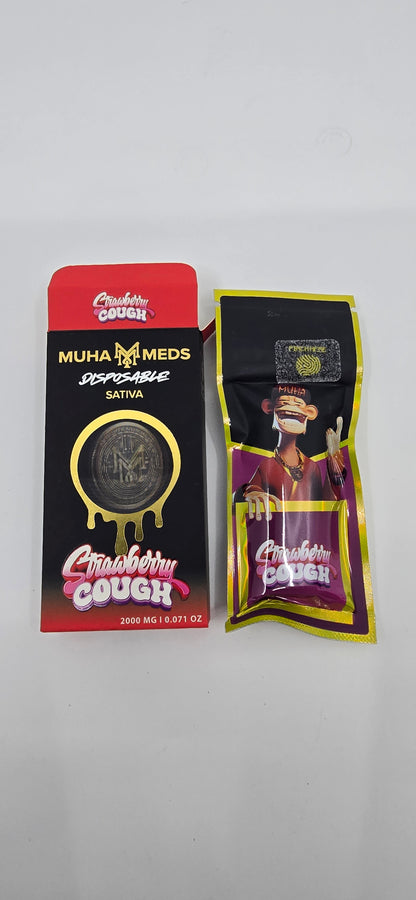 Strawberry
COUGH
MUHA MEDS
DISPOSABLE
SATIVA
Strawberry
COUGH
2000 MG | 0.071 OZ
MUHA
Strawberry
COUGH